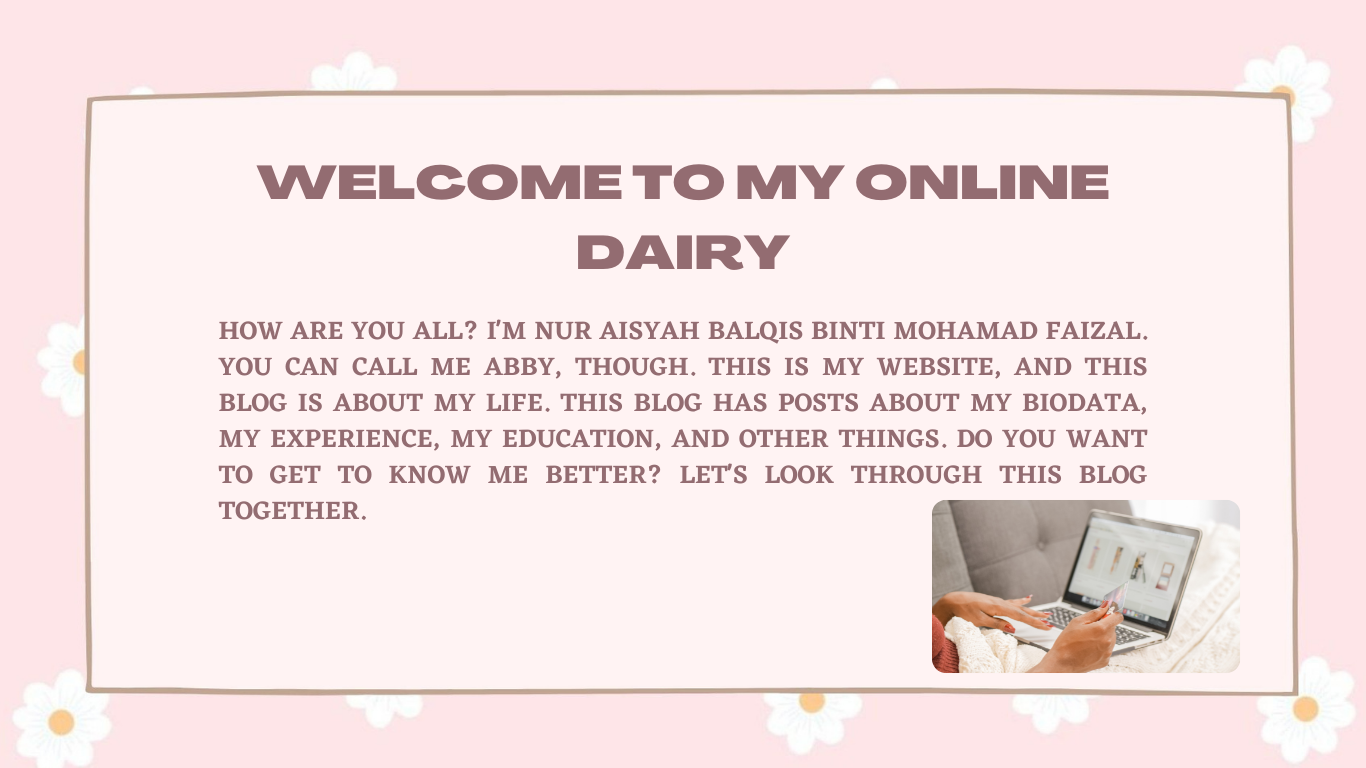 WELCOME TO MY ONLINE
DAIRY
HOW ARE YOU ALL? I'M NUR AISYAH BALQIS BINTI MOHAMAD FAIZAL.
YOU CAN CALL ME ABBY, THOUGH. THIS IS MY WEBSITE, AND THIS
BLOG IS ABOUT MY LIFE. THIS BLOG HAS POSTS ABOUT MY BIODATA,
MY EXPERIENCE, MY EDUCATION, AND OTHER THINGS. DO YOU WANT
TO GET TO KNOW ME BETTER? LET'S LOOK THROUGH THIS BLOG
TOGETHER.